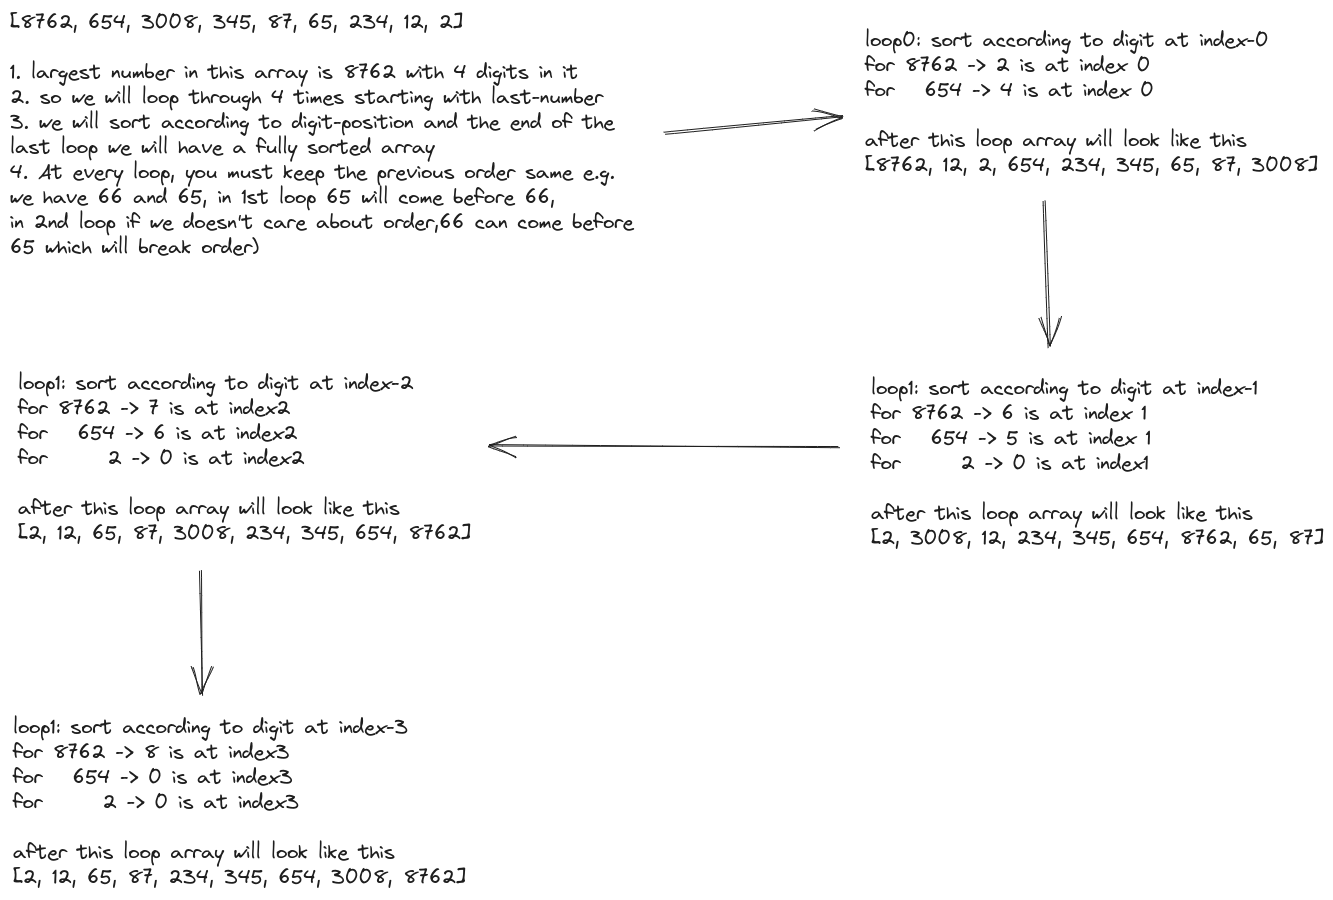 [8762, 654, 3008, 345, 87, 65, 234, 12, 2]
1. largest number in this array is 8762 with 4 digits in it
2. so we will loop through 4 times starting with last-number
3. we will sort according to digit-position and the end of the
last loop we will have a fully sorted array
4. At every loop, you must keep the previous order same e.g.
we have 66 and 65, in 1st loop 65 will come before 66,
in 2nd loop if we doesn't care about order,66 can come before
65 which will break order)
loop0: sort according to digit at index-0
for 8762 -> 2 is at index 0
for 654 -> 4 is at index 0
after this loop array will look like this
[8762, 12, 2, 654, 234, 345, 65, 87, 3008]
loop1: sort according to digit at index-1
for 8762 -> 6 is at index 1
for 654 -> 5 is at index 1
for 2 -> 0 is at index1
after this loop array will look like this
[2, 3008, 12, 234, 345, 654, 8762, 65, 87]
loop1: sort according to digit at index-2
for 8762 -> 7 is at index2
for 654 -> 6 is at index2
for 2 -> 0 is at index2
after this loop array will look like this
[2, 12, 65, 87, 3008, 234, 345, 654, 8762]
loop1: sort according to digit at index-3
for 8762 -> 8 is at index3
for 654 -> 0 is at index3
for 2 -> 0 is at index3
after this loop array will look like this
[2, 12, 65, 87, 234, 345, 654, 3008, 8762]